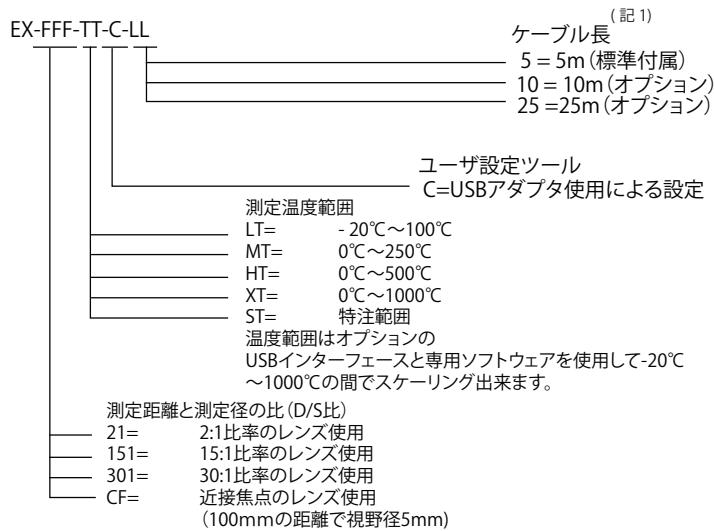 (記1)
EX-FFF-TT-C-LL
ケーブル長
5 = 5m(標準付属)
10 = 10m(オプション)
25 =25m(オプション)
ユーザ設定ツール
C=USBアダプタ使用による設定
測定温度範囲
LT= - 20℃～100℃
MT= 0℃～250℃
HT= 0℃～500℃
XT= 0℃～1000℃
ST= 特注範囲
温度範囲はオプションの
USBインターフェースと専用ソフトウェアを使用して-20℃
～1000℃の間でスケーリング出来ます。
測定距離と測定径の比(D/S比)
21= 2:1比率のレンズ使用
151= 15:1比率のレンズ使用
301= 30:1比率のレンズ使用
CF= 近接焦点のレンズ使用
(100mmの距離で視野径5mm)